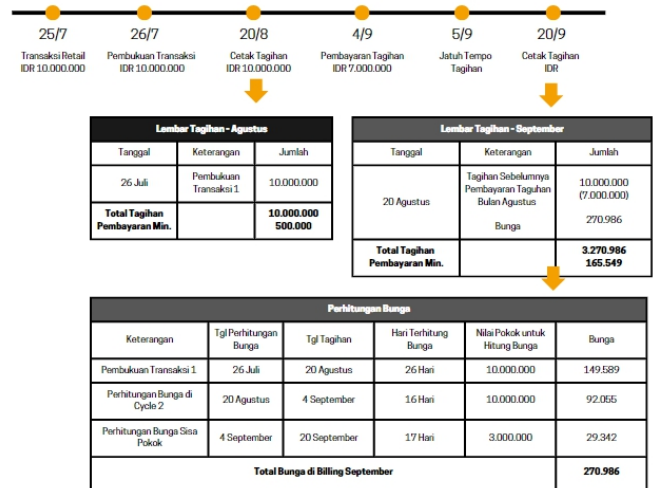 25/7 26/7 20/8 4/9 5/9 20/9
Transaksi Retail Pembukuan Transaksi Cetak Tagihan Pembayaran Tagihan Jatuh Tempo Cetak Tagihan
IDR 10.000.000 IDR 10.000.000 IDR 10.000.000 IDR 7.000.000 Tagihan IDR
Lembar Tagihan - Agustus
Tanggal Keterangan Jumlah
26 Juli Pembukuan Transaksi 1 10.000.000
Total Tagihan 10.000.000
Pembayaran Min. 500.000
Lembar Tagihan - September
Tanggal Keterangan Jumlah
20 Agustus
Tagihan Sebelumnya 10.000.000
Pembayaran Taguhan (7.000.000)
Bulan Agustus
Bunga 270.986
Total Tagihan 3.270.986
Pembayaran Min. 165.549
Perhitungan Bunga
Keterangan Tgl Perhitungan Bunga Tgl Tagihan Hari Terhitung Bunga Nilai Pokok untuk Hitung Bunga Bunga
Pembukuan Transaksi 1 26 Juli 20 Agustus 26 Hari 10.000.000 149.589
Perhitungan Bunga di Cycle 2 20 Agustus 4 September 16 Hari 10.000.000 92.055
Perhitungan Bunga Sisa Pokok 4 September 20 September 17 Hari 3.000.000 29.342
Total Bunga di Billing September 270.986